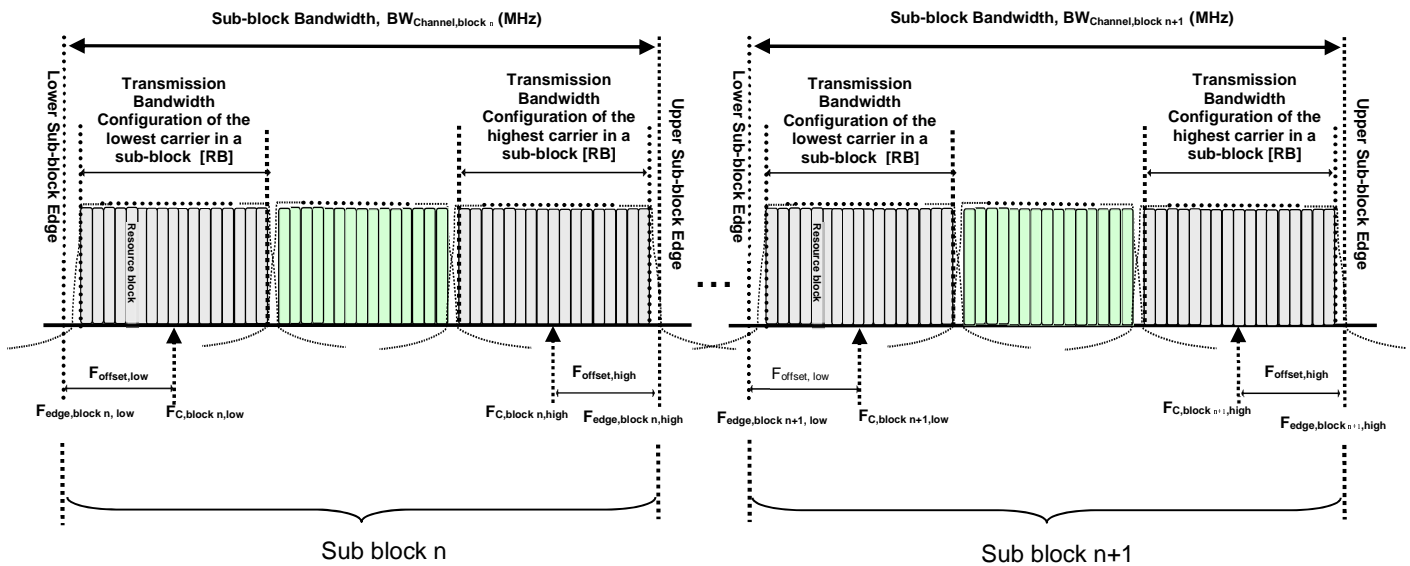 Sub-block Bandwidth, BWChannel,block n (MHz)
Sub-block Bandwidth, BWChannel,block n+1 (MHz)
Lower Sub-block Edge
Transmission
Bandwidth
Configuration of the
lowest carrier in a
sub-block [RB]
Transmission
Bandwidth
Configuration of the
highest carrier in a
sub-block [RB]
Upper Sub-block Edge
Lower Sub-block Edge
Transmission
Bandwidth
Configuration of the
lowest carrier in a
sub-block [RB]
Transmission
Bandwidth
Configuration of the
highest carrier in a
sub-block [RB]
Upper Sub-block Edge
Resource block
...
Resource block
Foffset,low
Foffset,high
Foffset, low
Foffset,high
Fedge,block n, low
FC,block n,low
FC,block n,high
Fedge,block n,high
Fedge,block n+1, low
FC,block n+1,low
FC,block n+1,high
Fedge,block n+1,high
Sub block n
Sub block n+1